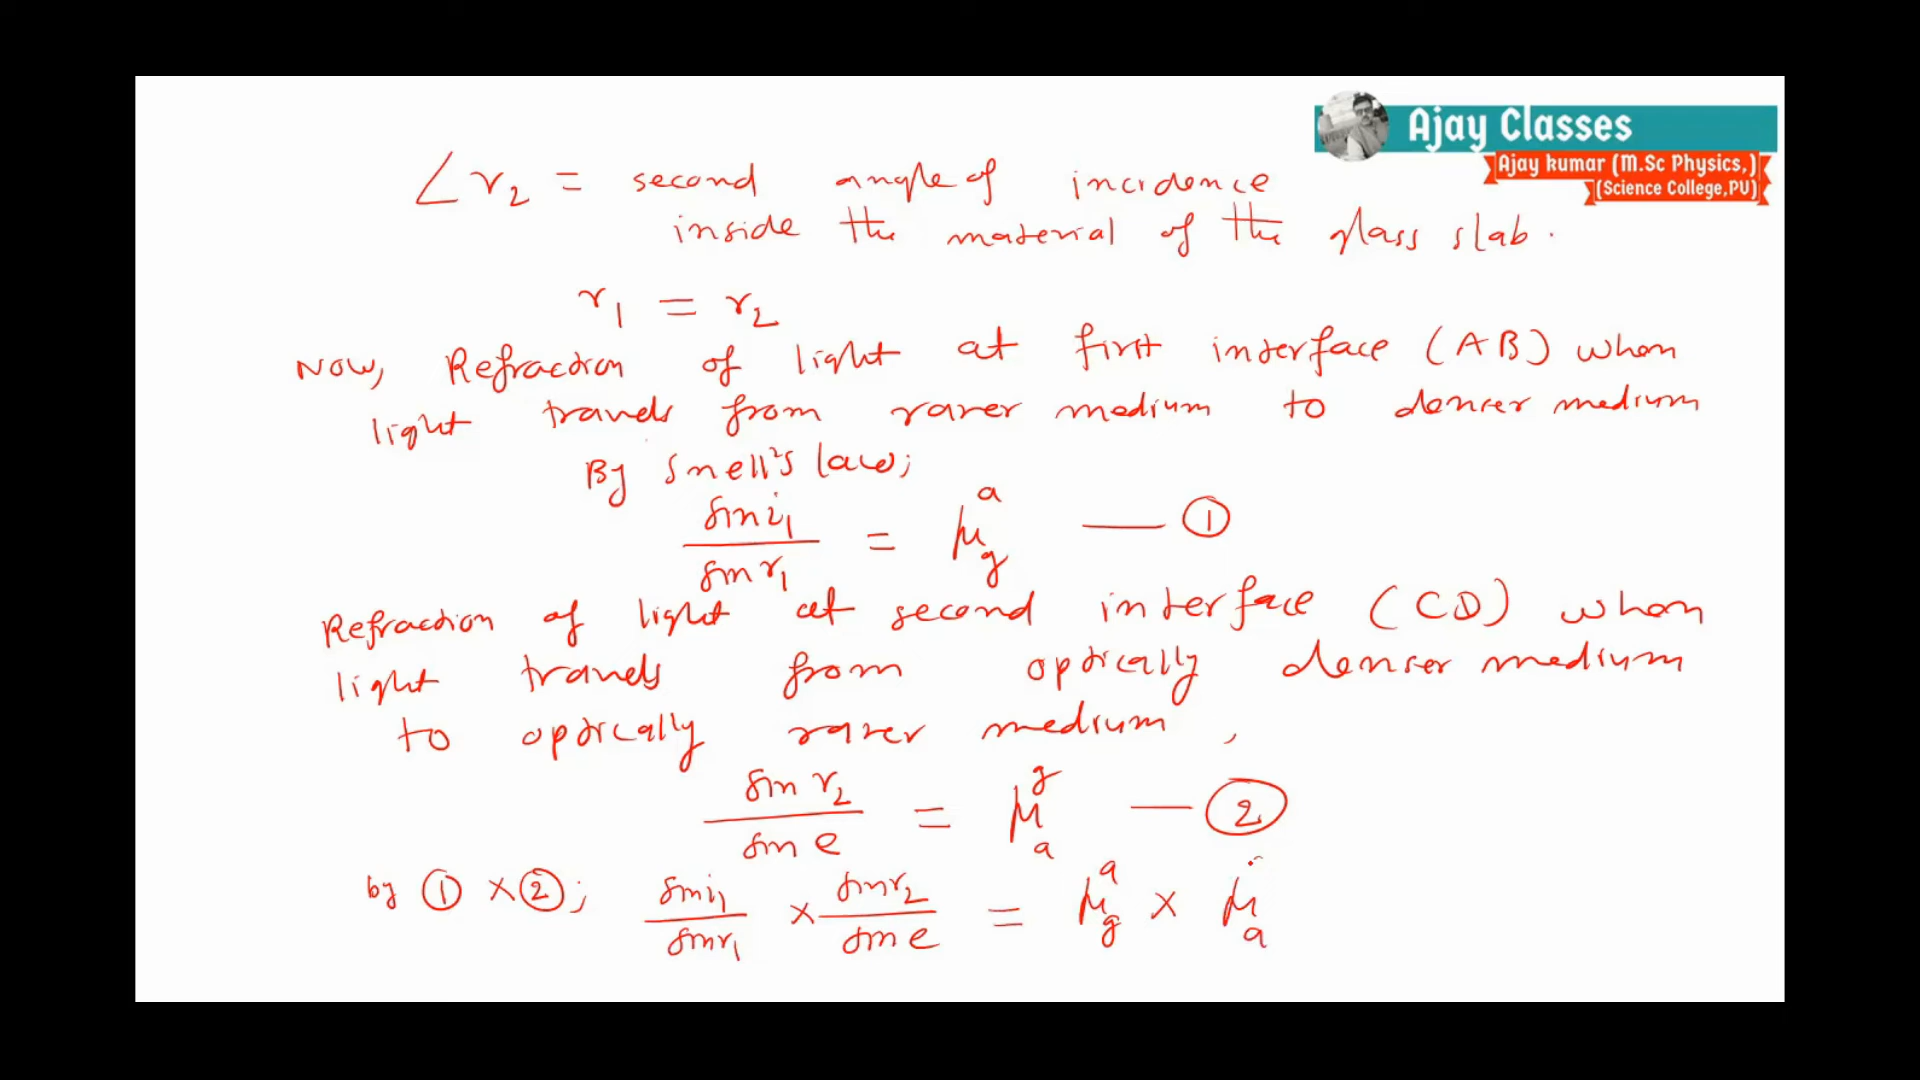 Ajay Classes
Ajay kumar (M.Sc Physics,)
(Science College,PU)
∠r₂ = second angle of incidence
inside the material of the glass slab.
r₁ = r₂
Now, Refraction of light at first interface (AB) when
light travels from rarer medium to denser medium
By Snell's law;
sin i₁ / sin r₁ = μᵃg — ①
Refraction of light at second interface (CD) when
light travels from optically denser medium
to optically rarer medium,
sin r₂ / sin e = μᵍa — ②
by ① × ②; sin i₁ / sin r₁ × sin r₂ / sin e = μᵃg × μa